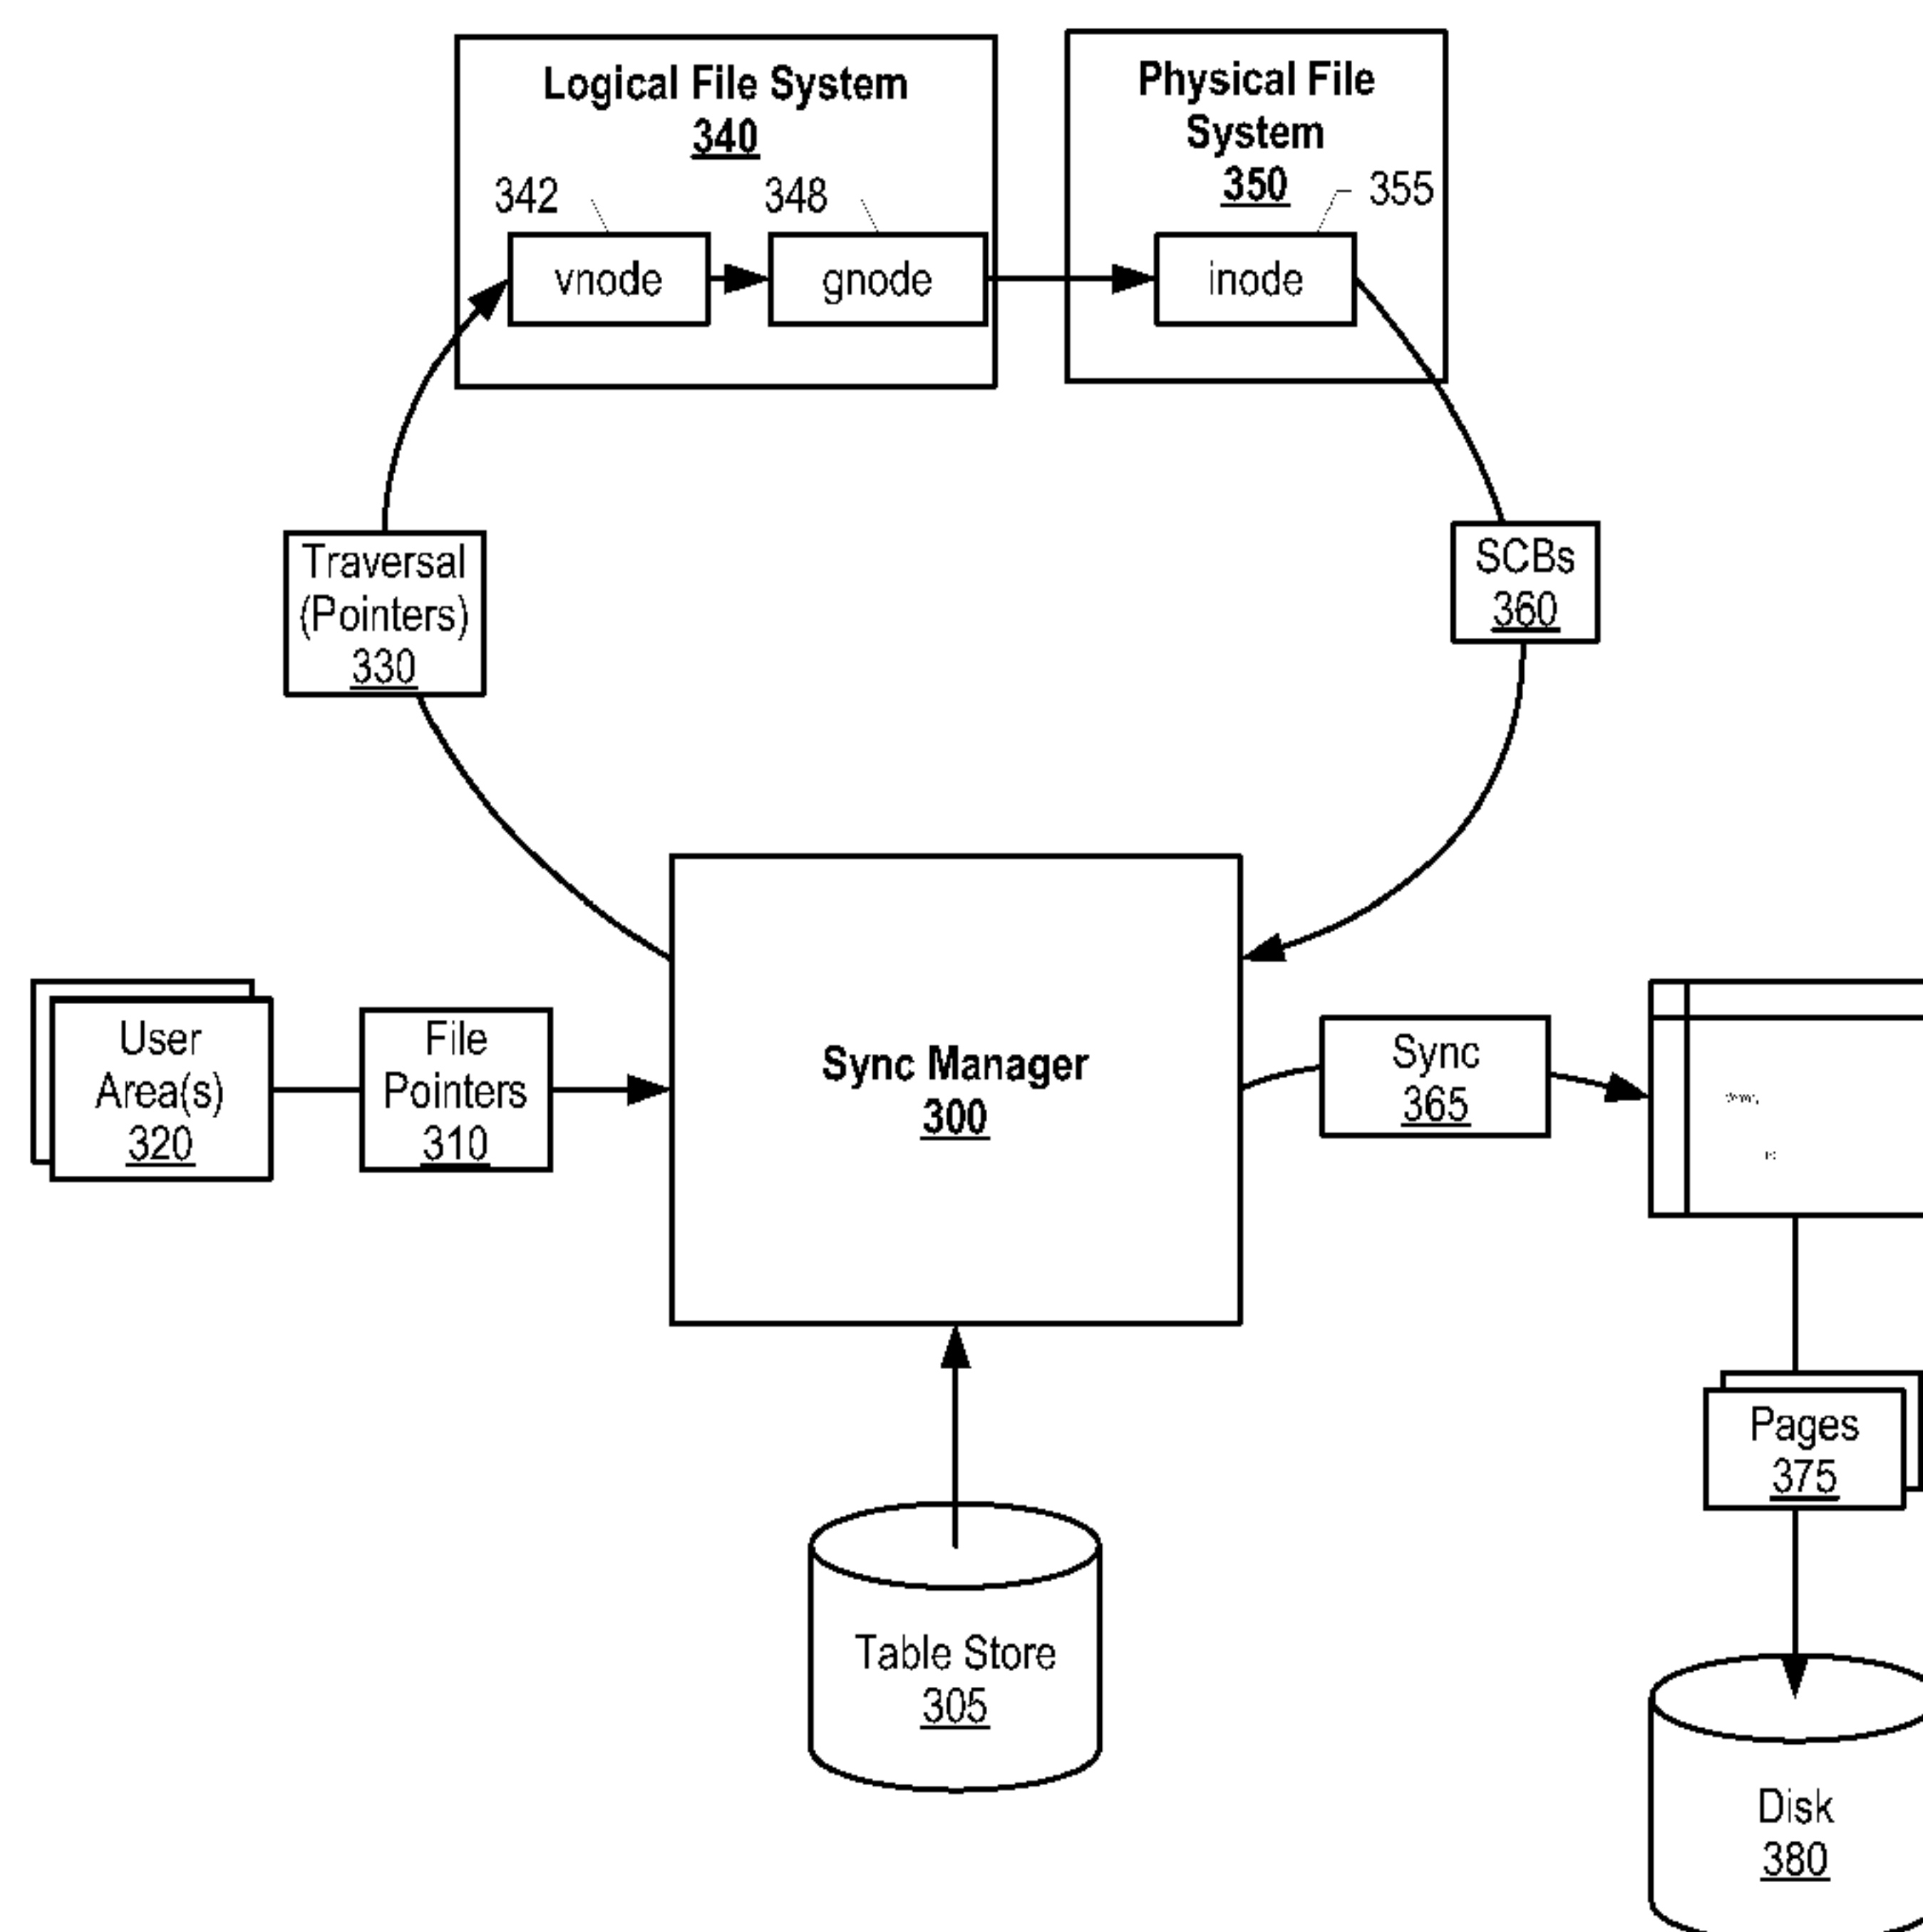 Logical File System
340
342
348
vnode
gnode
Physical File
System
350
355
inode
Traversal
(Pointers)
330
SCBs
360
User
Area(s)
320
File
Pointers
310
Sync Manager
300
Sync
365
Pages
375
Table Store
305
Disk
380